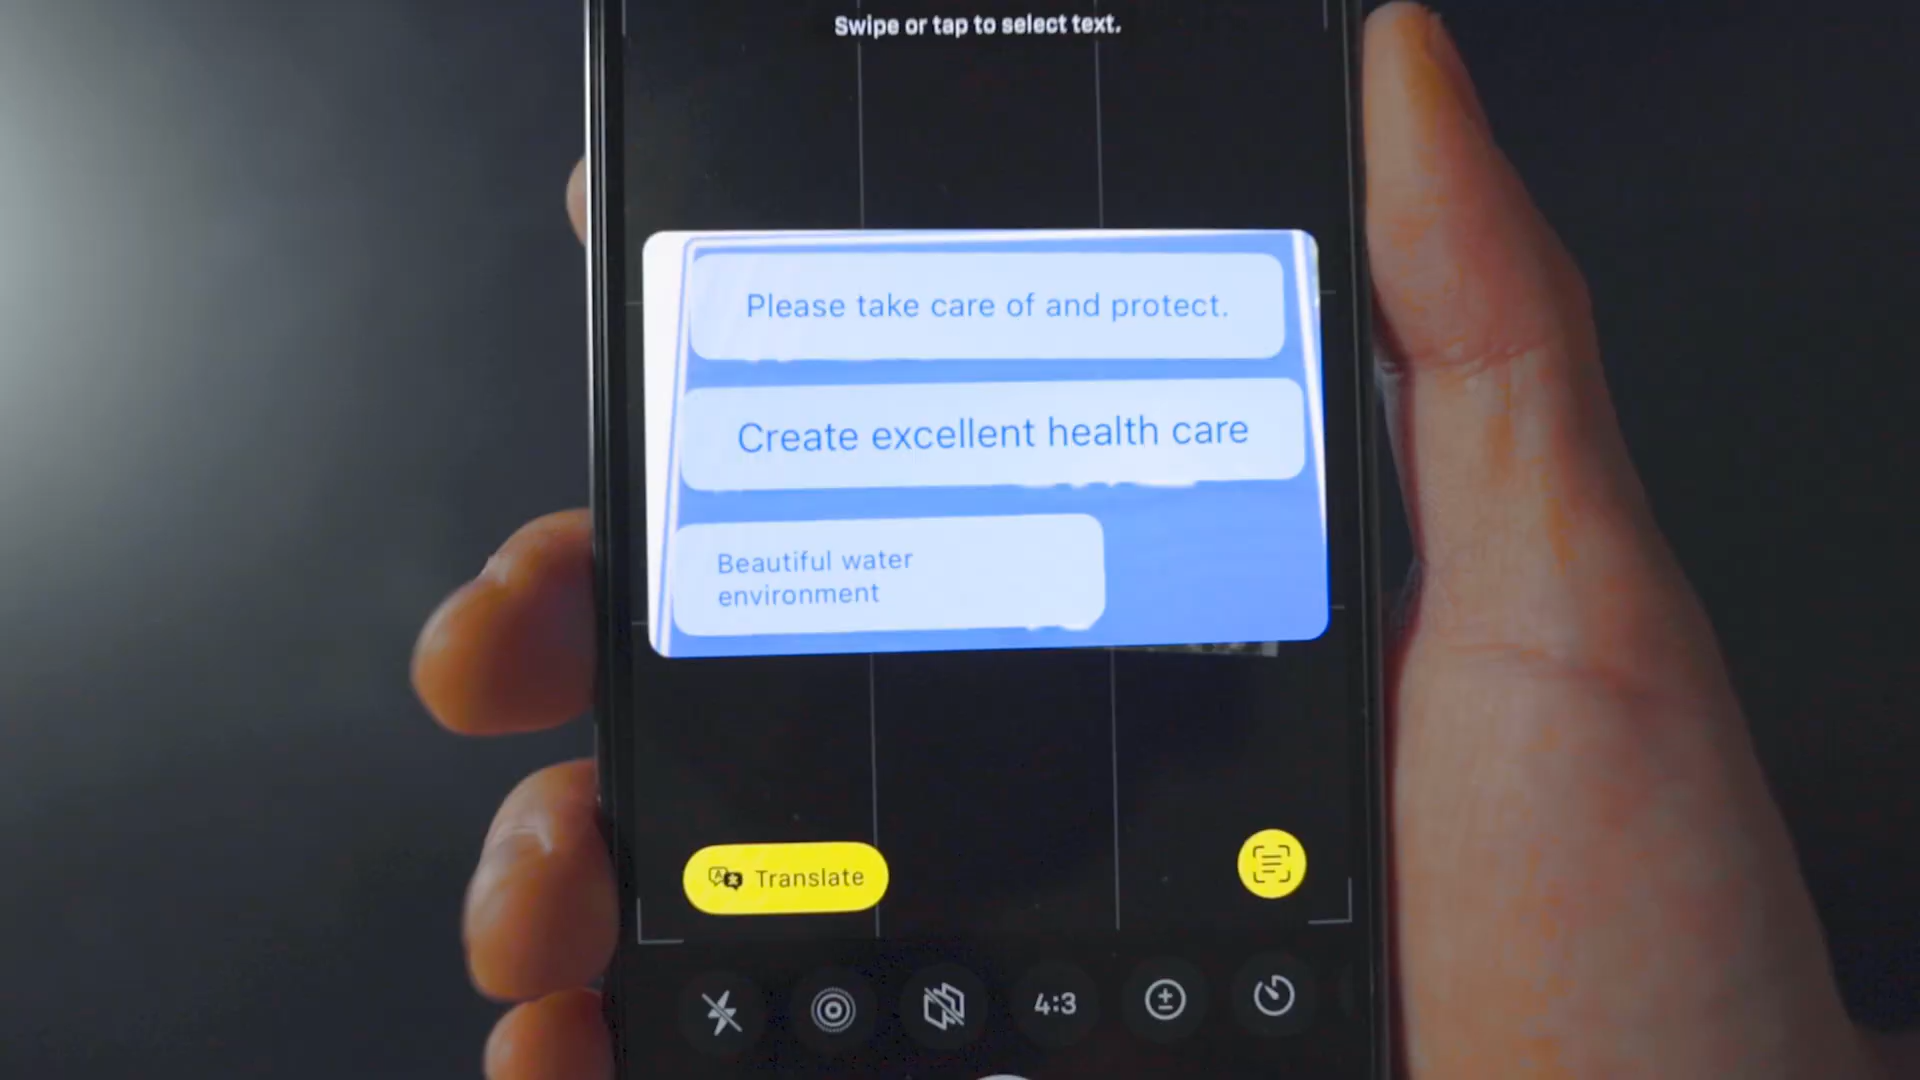 Swipe or tap to select text.
Please take care of and protect.
Create excellent health care
Beautiful water
environment
Translate
4:3